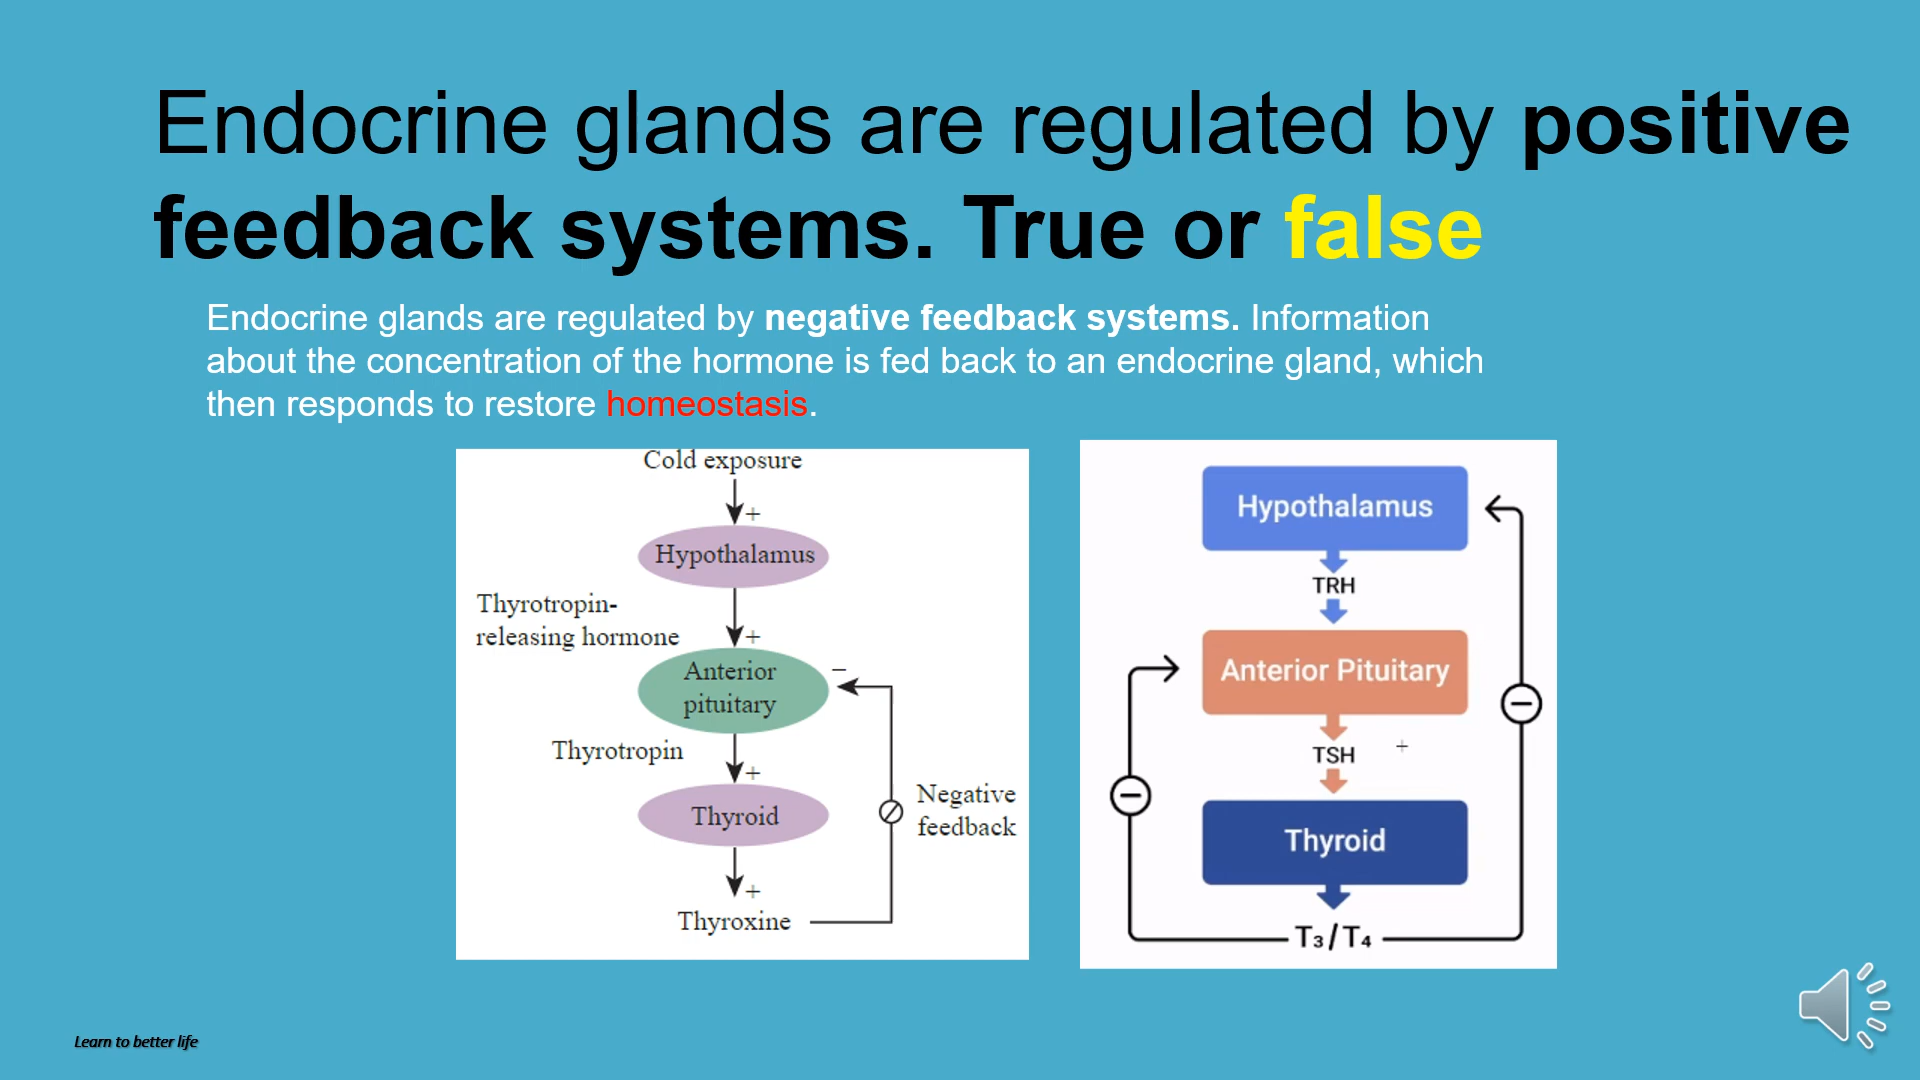 Endocrine glands are regulated by positive
feedback systems. True or false
Endocrine glands are regulated by negative feedback systems. Information
about the concentration of the hormone is fed back to an endocrine gland, which
then responds to restore homeostasis.
Cold exposure
+
Hypothalamus
Thyrotropin-
releasing hormone
+
Anterior
pituitary
−
Thyrotropin
+
Thyroid
Negative
feedback
+
Thyroxine
Hypothalamus
TRH
Anterior Pituitary
−
TSH
+
−
Thyroid
T₃/T₄
Learn to better life